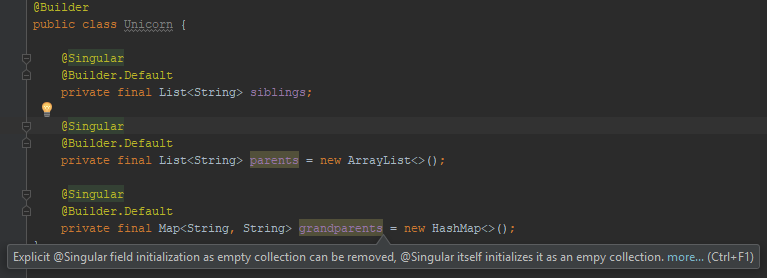 @Builder
public class Unicorn {
@Singular
@Builder.Default
private final List<String> siblings;
@Singular
@Builder.Default
private final List<String> parents = new ArrayList<>();
@Singular
@Builder.Default
private final Map<String, String> grandparents = new HashMap<>();
Explicit @Singular field initialization as empty collection can be removed, @Singular itself initializes it as an empy collection. more... (Ctrl+F1)